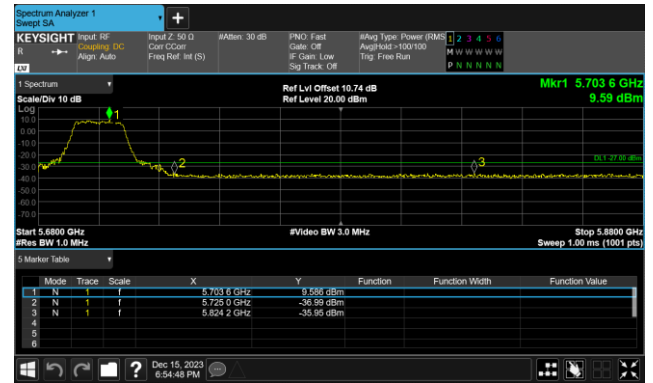 Spectrum Analyzer 1
Swept SA
+
KEYSIGHT Input: RF Input Z: 50 Ω #Atten: 30 dB PNO: Fast #Avg Type: Power (RMS 1 2 3 4 5 6
R Coupling: DC Corr CCorr Gate: Off Avg|Hold:>100/100 M W W W W W
Align: Auto Freq Ref: Int (S) IF Gain: Low Trig: Free Run
LXI Sig Track: Off P N N N N N
1 Spectrum Ref Lvl Offset 10.74 dB Mkr1 5.703 6 GHz
Scale/Div 10 dB Ref Level 20.00 dBm 9.59 dBm
Log
10.0
0.00
-10.0
-20.0
-30.0
-40.0
-50.0
-60.0
-70.0
1
2
3
DL1 -27.00 dBm
Start 5.6800 GHz #Video BW 3.0 MHz Stop 5.8800 GHz
#Res BW 1.0 MHz Sweep 1.00 ms (1001 pts)
5 Marker Table
Mode Trace Scale X Y Function Function Width Function Value
1 N 1 f 5.703 6 GHz 9.586 dBm
2 N 1 f 5.725 0 GHz -36.99 dBm
3 N 1 f 5.824 2 GHz -35.95 dBm
4
5
6
? Dec 15, 2023
6:54:48 PM